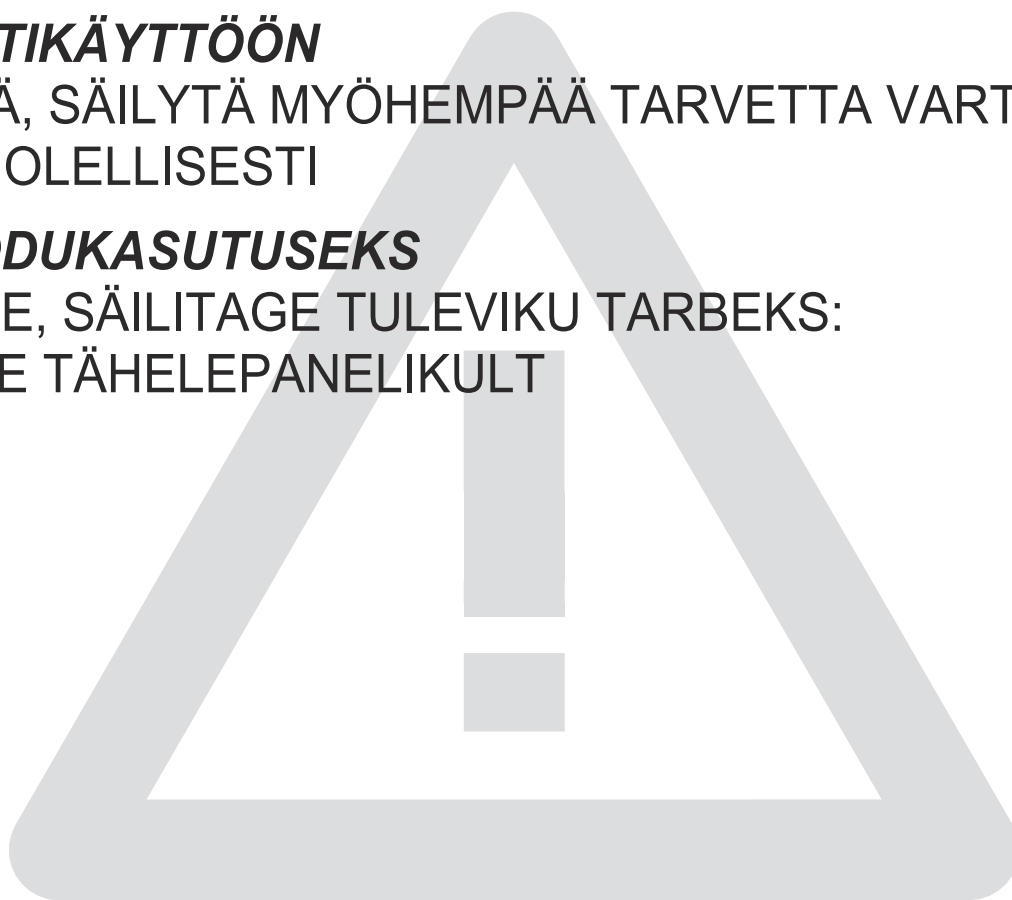 TIKÄYTTÖÖN
Ä, SÄILYTÄ MYÖHEMPÄÄ TARVETTA VART
OLELLISESTI
DUKASUTUSEKS
E, SÄILITAGE TULEVIKU TARBEKS:
E TÄHELEPANELIKULT